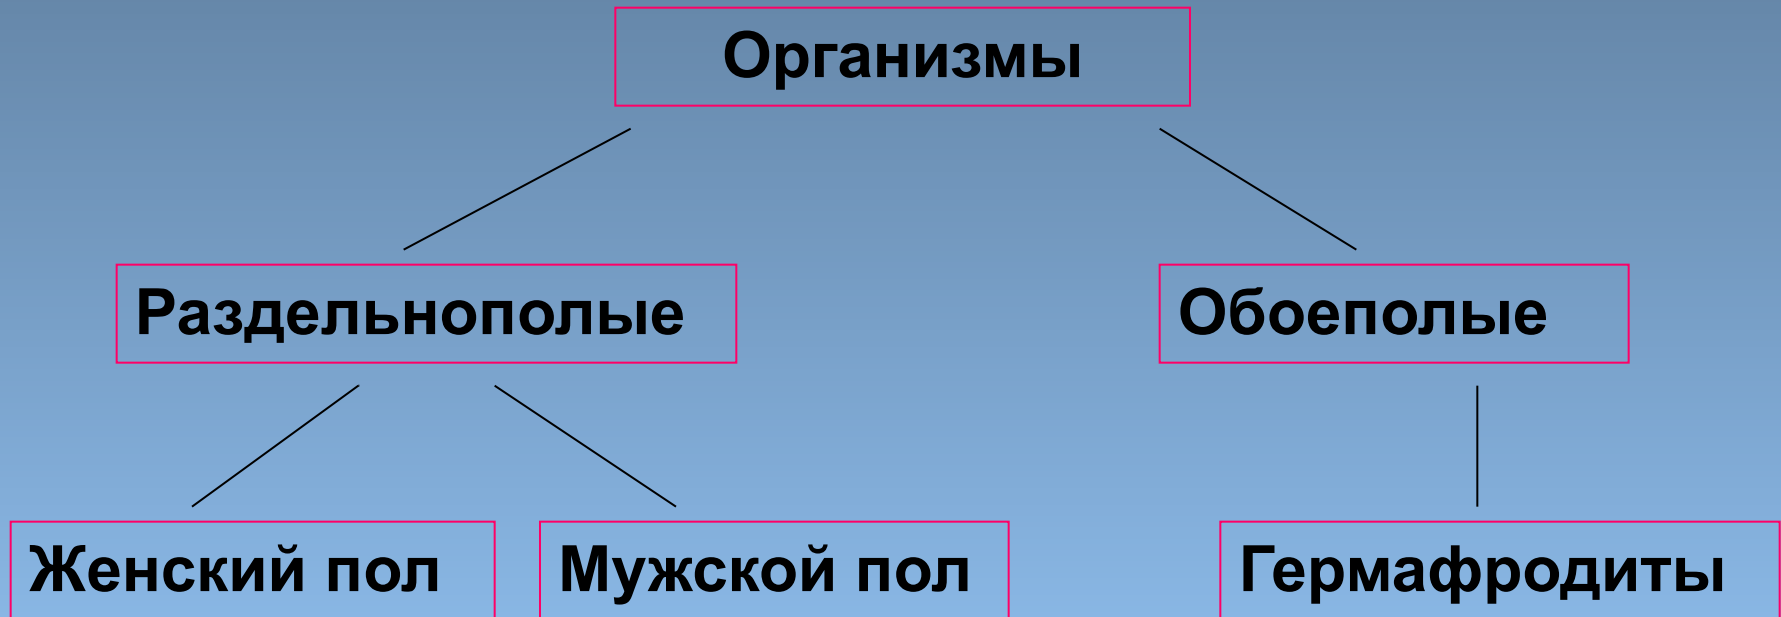 Организмы
Раздельнополые
Обоеполые
Женский пол
Мужской пол
Гермафродиты